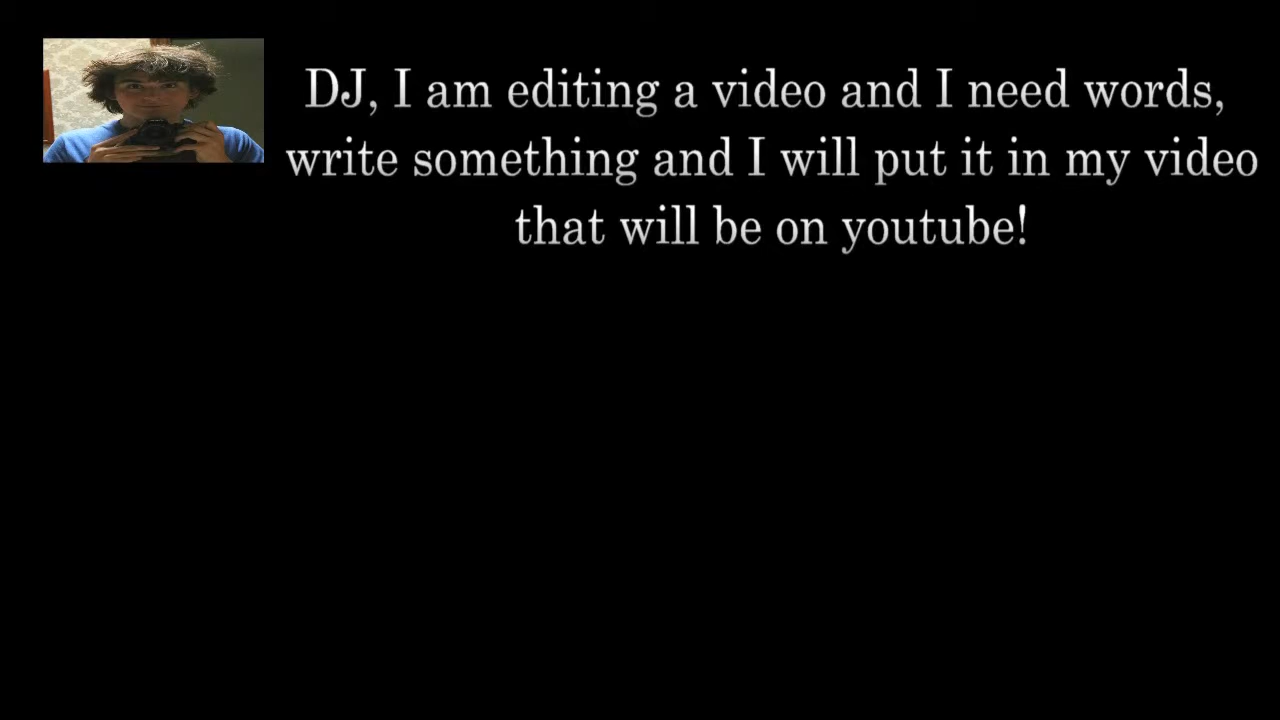 DJ, I am editing a video and I need words,
write something and I will put it in my video
that will be on youtube!